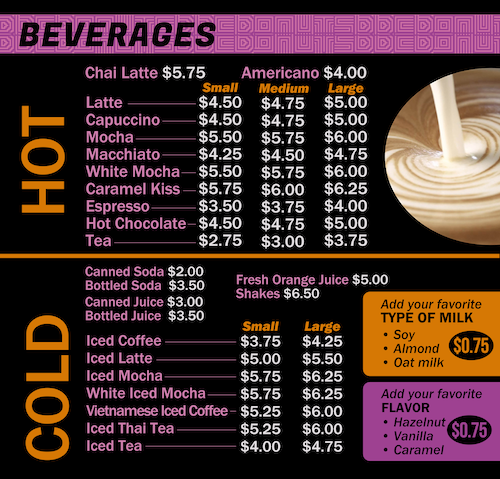 BEVERAGES
HOT
Chai Latte $5.75 Americano $4.00
Small Medium Large
Latte $4.50 $4.75 $5.00
Capuccino $4.50 $4.75 $5.00
Mocha $5.50 $5.75 $6.00
Macchiato $4.25 $4.50 $4.75
White Mocha $5.50 $5.75 $6.00
Caramel Kiss $5.75 $6.00 $6.25
Espresso $3.50 $3.75 $4.00
Hot Chocolate $4.50 $4.75 $5.00
Tea $2.75 $3.00 $3.75
COLD
Canned Soda $2.00
Bottled Soda $3.50
Canned Juice $3.00
Bottled Juice $3.50
Fresh Orange Juice $5.00
Shakes $6.50
Small Large
Iced Coffee $3.75 $4.25
Iced Latte $5.00 $5.50
Iced Mocha $5.75 $6.25
White Iced Mocha $5.75 $6.25
Vietnamese Iced Coffee $5.25 $6.00
Iced Thai Tea $5.25 $6.00
Iced Tea $4.00 $4.75
Add your favorite
TYPE OF MILK
• Soy
• Almond
• Oat milk
$0.75
Add your favorite
FLAVOR
• Hazelnut
• Vanilla
• Caramel
$0.75